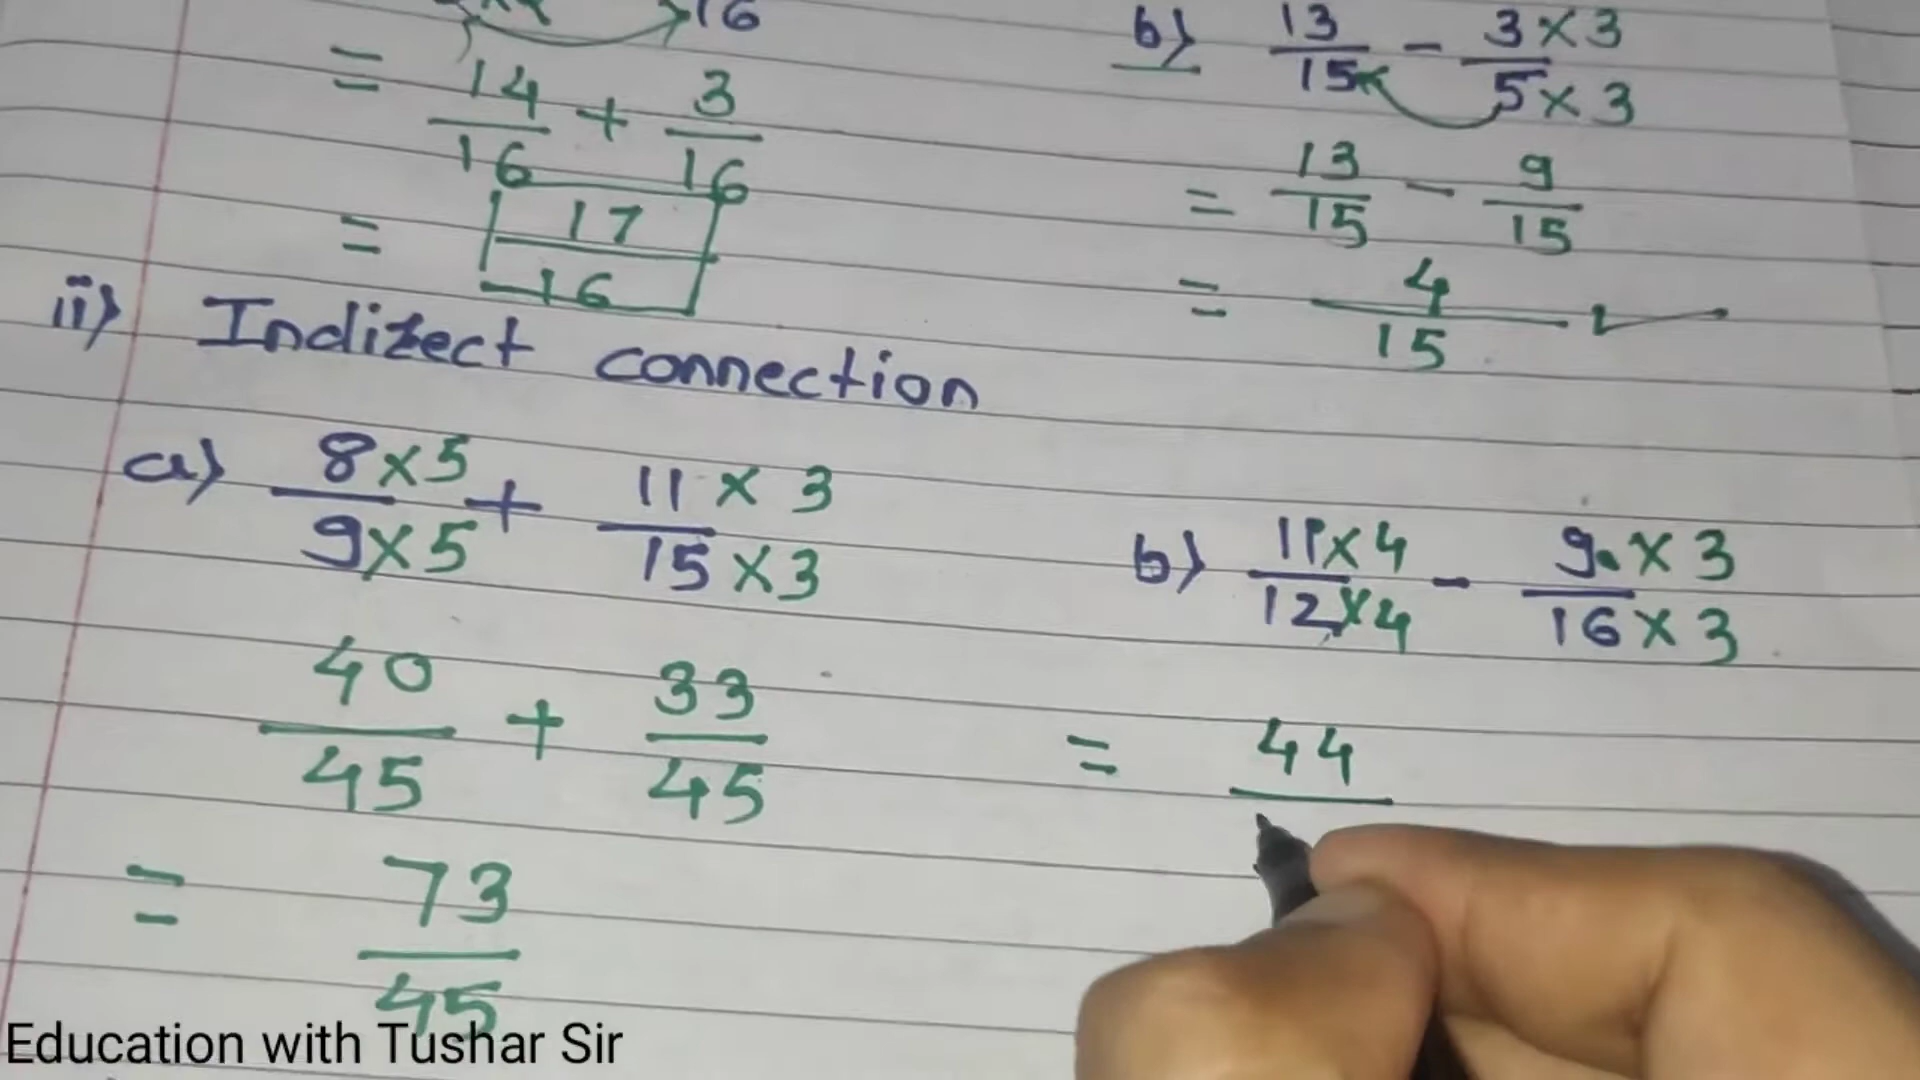 16
= 14/16 + 3/16
= 17/16
b) 13/15 - 3×3/5×3
= 13/15 - 9/15
= 4/15
ii) Indirect connection
a) 8×5/9×5 + 11×3/15×3
40/45 + 33/45
= 73/45
b) 11×4/12×4 - 9×3/16×3
= 44
Education with Tushar Sir